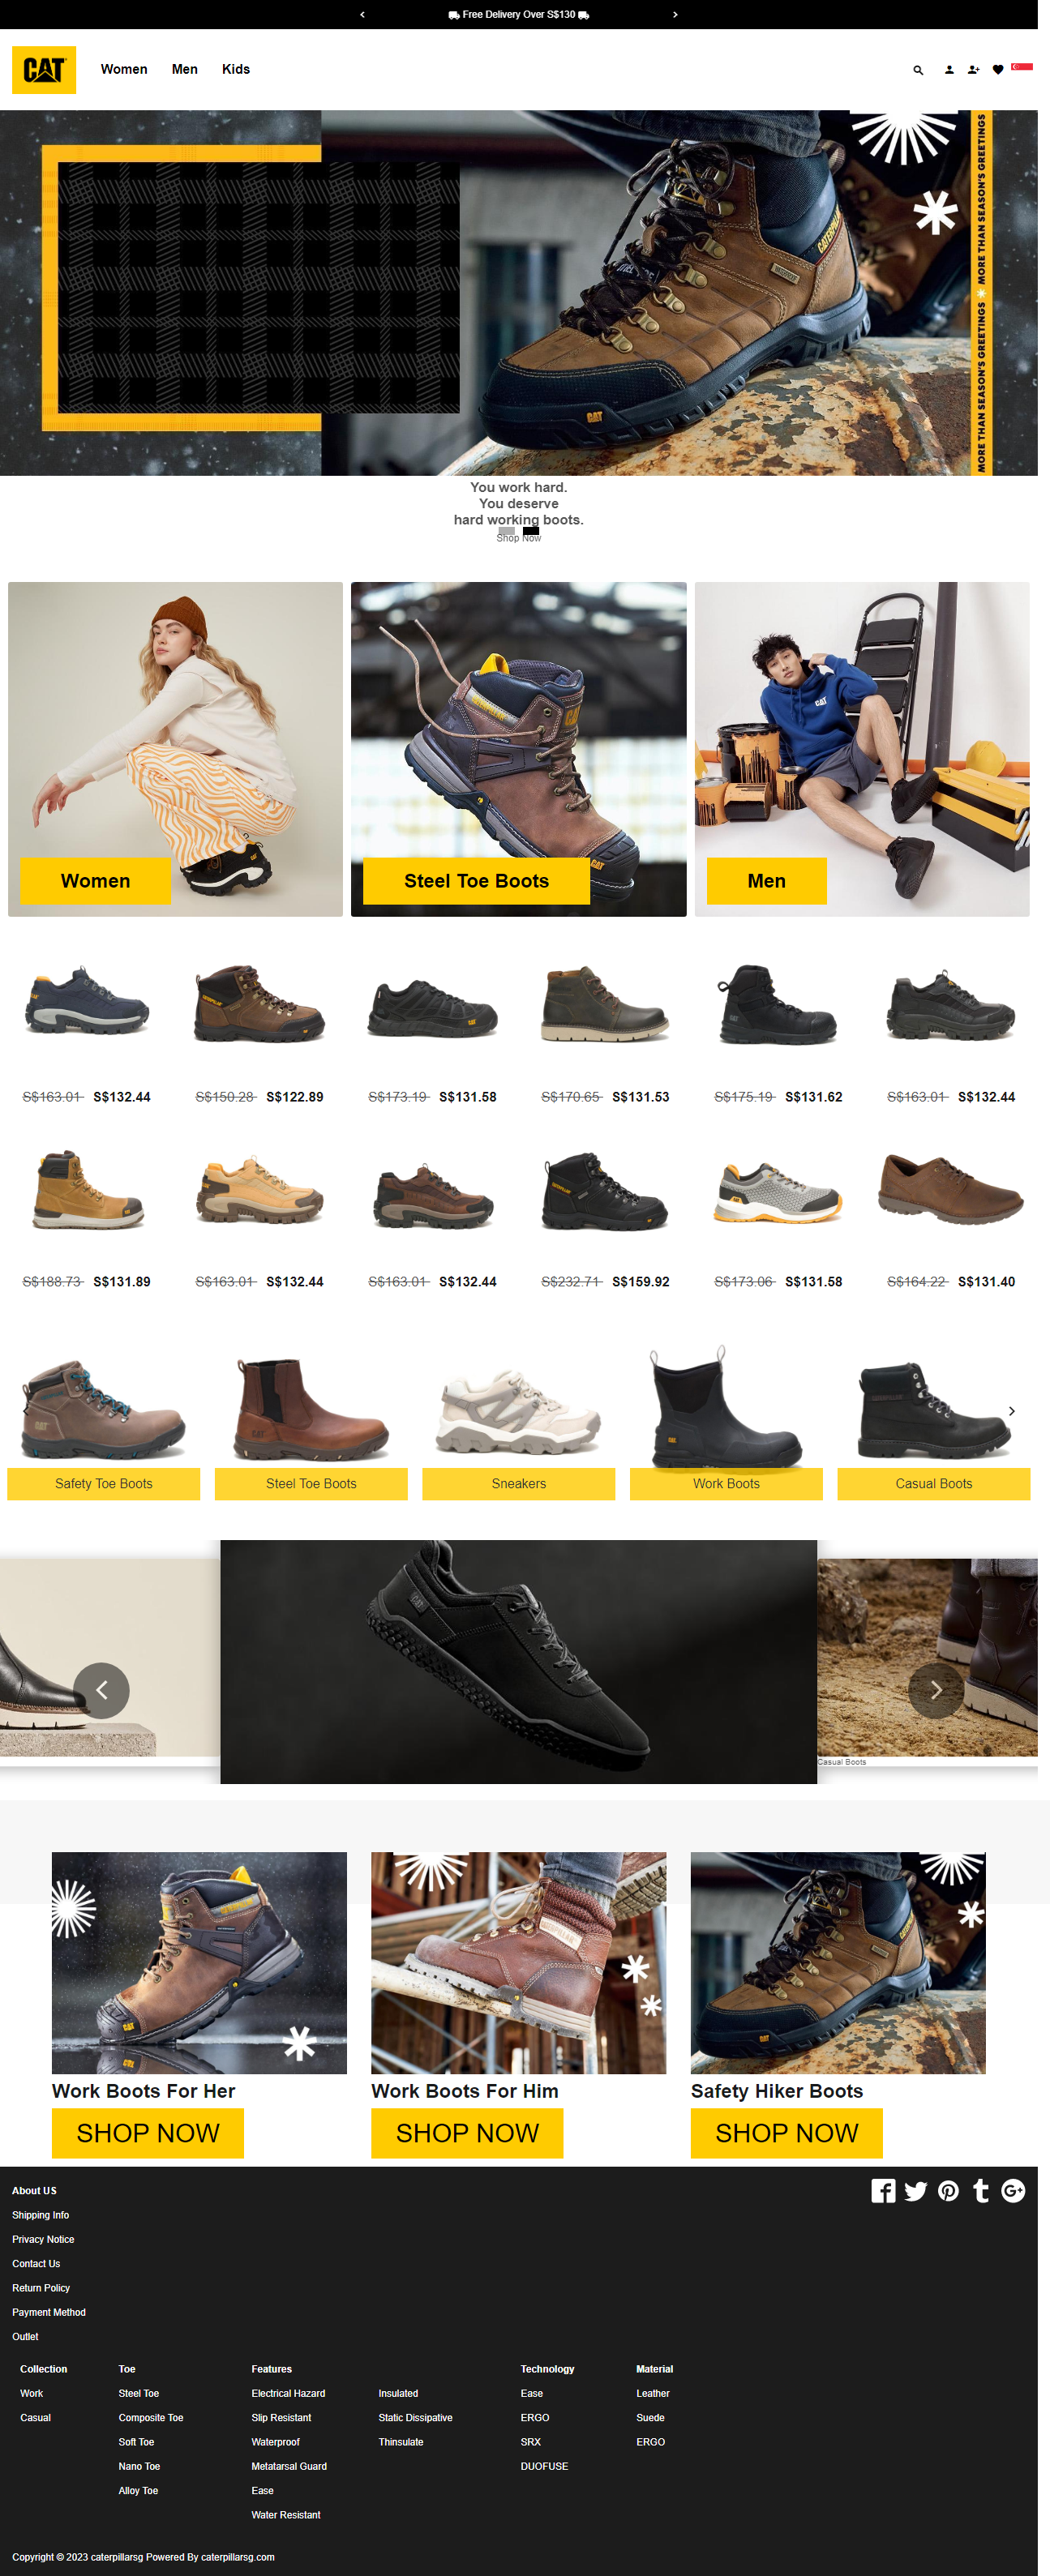 Free Delivery Over S$130
CAT
Women
Men
Kids
MORE THAN SEASON'S GREETINGS
MORE THAN SEASON'S GREETINGS
CATERPILLAR
CAT
You work hard.
You deserve
hard working boots.
Shop Now
Women
Steel Toe Boots
Men
S$163.01 S$132.44
S$150.28 S$122.89
S$173.19 S$131.58
S$170.65 S$131.53
S$175.19 S$131.62
S$163.01 S$132.44
S$188.73 S$131.89
S$163.01 S$132.44
S$163.01 S$132.44
S$232.71 S$159.92
S$173.06 S$131.58
S$164.22 S$131.40
Safety Toe Boots
Steel Toe Boots
Sneakers
Work Boots
Casual Boots
Casual Boots
Work Boots For Her
Work Boots For Him
Safety Hiker Boots
SHOP NOW
SHOP NOW
SHOP NOW
About US
Shipping Info
Privacy Notice
Contact Us
Return Policy
Payment Method
Outlet
Collection
Work
Casual
Toe
Steel Toe
Composite Toe
Soft Toe
Nano Toe
Alloy Toe
Features
Electrical Hazard
Slip Resistant
Waterproof
Metatarsal Guard
Ease
Water Resistant
Insulated
Static Dissipative
Thinsulate
Technology
Ease
ERGO
SRX
DUOFUSE
Material
Leather
Suede
ERGO
Copyright © 2023 caterpillarsg Powered By caterpillarsg.com